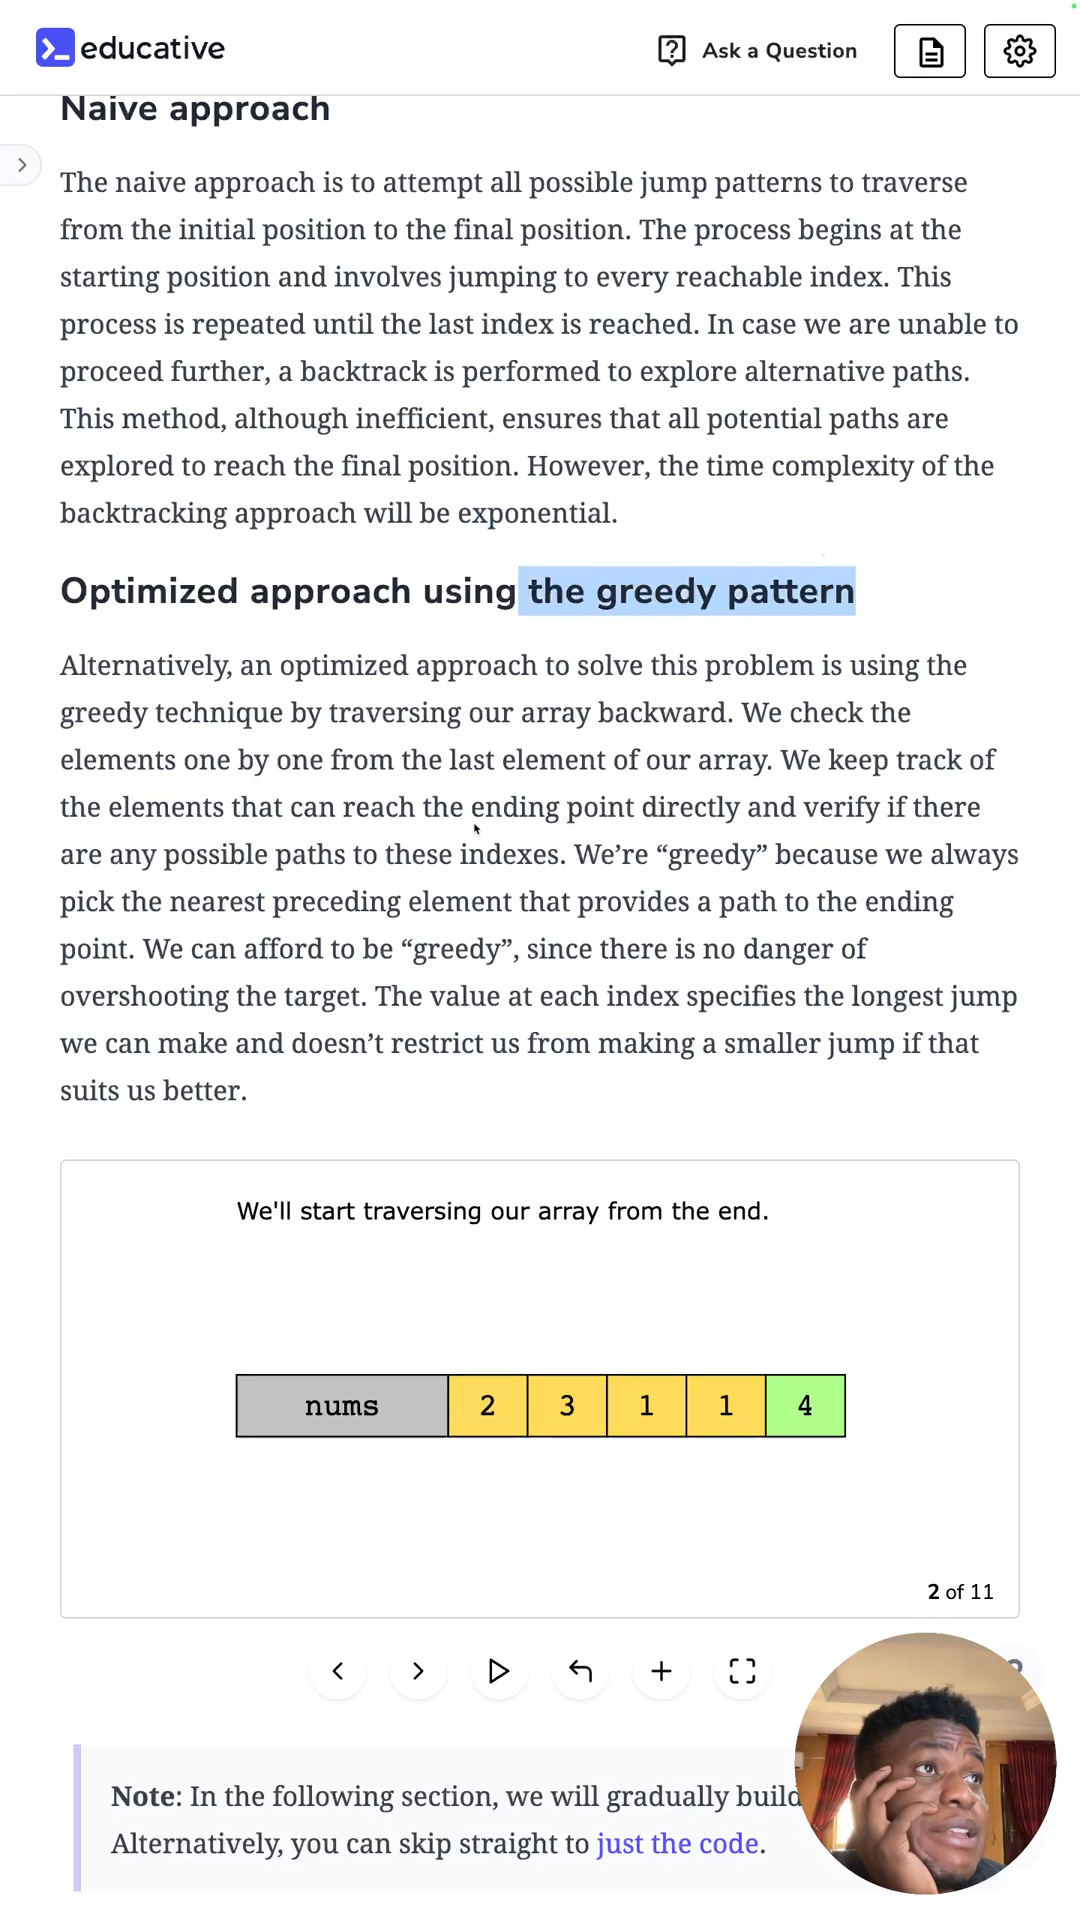 educative
Ask a Question
Naive approach
The naive approach is to attempt all possible jump patterns to traverse
from the initial position to the final position. The process begins at the
starting position and involves jumping to every reachable index. This
process is repeated until the last index is reached. In case we are unable to
proceed further, a backtrack is performed to explore alternative paths.
This method, although inefficient, ensures that all potential paths are
explored to reach the final position. However, the time complexity of the
backtracking approach will be exponential.
Optimized approach using the greedy pattern
Alternatively, an optimized approach to solve this problem is using the
greedy technique by traversing our array backward. We check the
elements one by one from the last element of our array. We keep track of
the elements that can reach the ending point directly and verify if there
are any possible paths to these indexes. We’re “greedy” because we always
pick the nearest preceding element that provides a path to the ending
point. We can afford to be “greedy”, since there is no danger of
overshooting the target. The value at each index specifies the longest jump
we can make and doesn’t restrict us from making a smaller jump if that
suits us better.
We'll start traversing our array from the end.
nums 2 3 1 1 4
2 of 11
Note: In the following section, we will gradually build
Alternatively, you can skip straight to just the code.